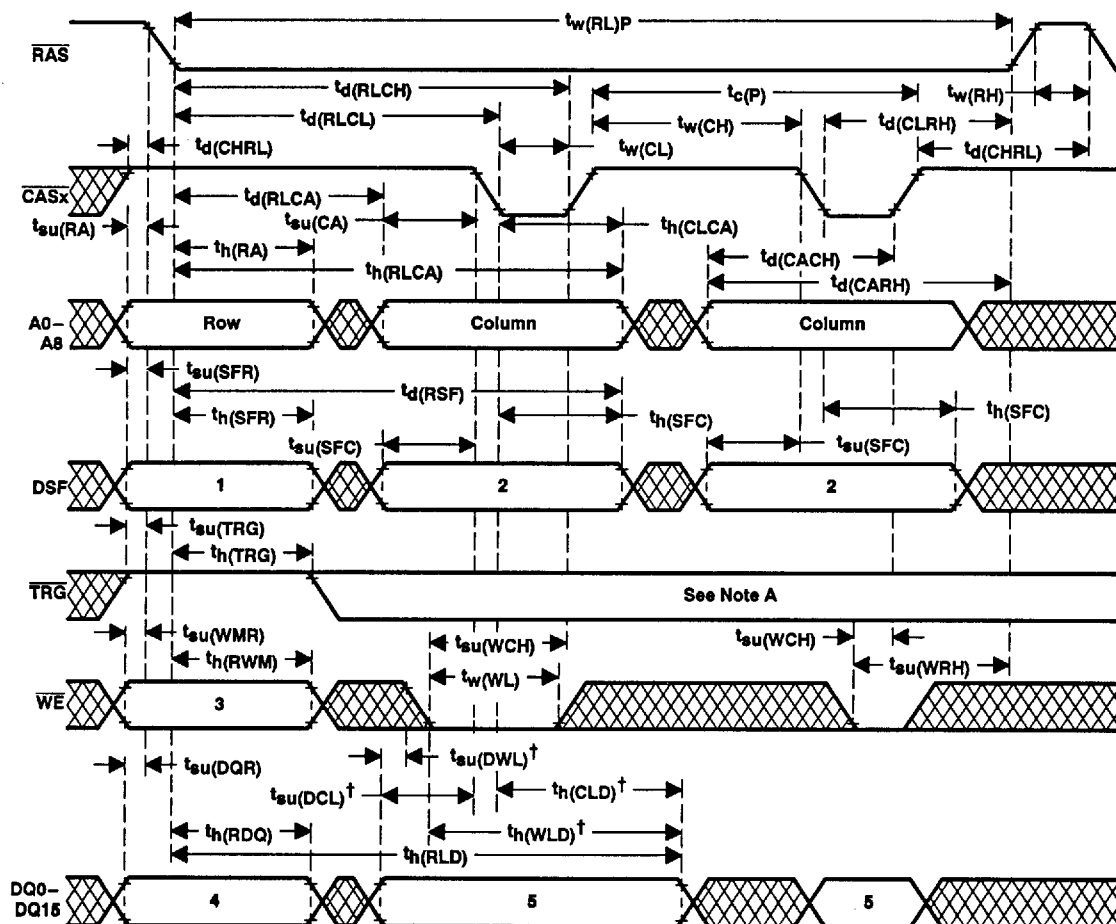 tw(RL)P
RAS
td(RLCH)
tc(P)
tw(RH)
td(RLCL)
tw(CH)
td(CLRH)
td(CHRL)
tw(CL)
td(CHRL)
CASx
td(RLCA)
tsu(RA)
tsu(CA)
th(CLCA)
th(RA)
td(CACH)
th(RLCA)
td(CARH)
A0–
A8
Row
Column
Column
tsu(SFR)
td(RSF)
th(SFR)
th(SFC)
th(SFC)
tsu(SFC)
tsu(SFC)
DSF
1
2
2
tsu(TRG)
th(TRG)
TRG
See Note A
tsu(WMR)
tsu(WCH)
tsu(WCH)
th(RWM)
tw(WL)
tsu(WRH)
WE
3
tsu(DWL)†
tsu(DQR)
tsu(DCL)†
th(CLD)†
th(RDQ)
th(WLD)†
th(RLD)
DQ0–
DQ15
4
5
5